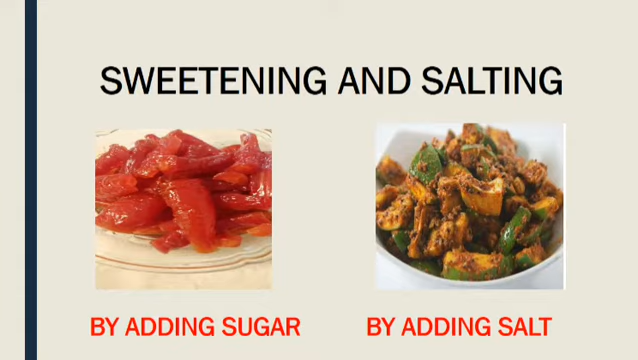 SWEETENING AND SALTING
BY ADDING SUGAR
BY ADDING SALT